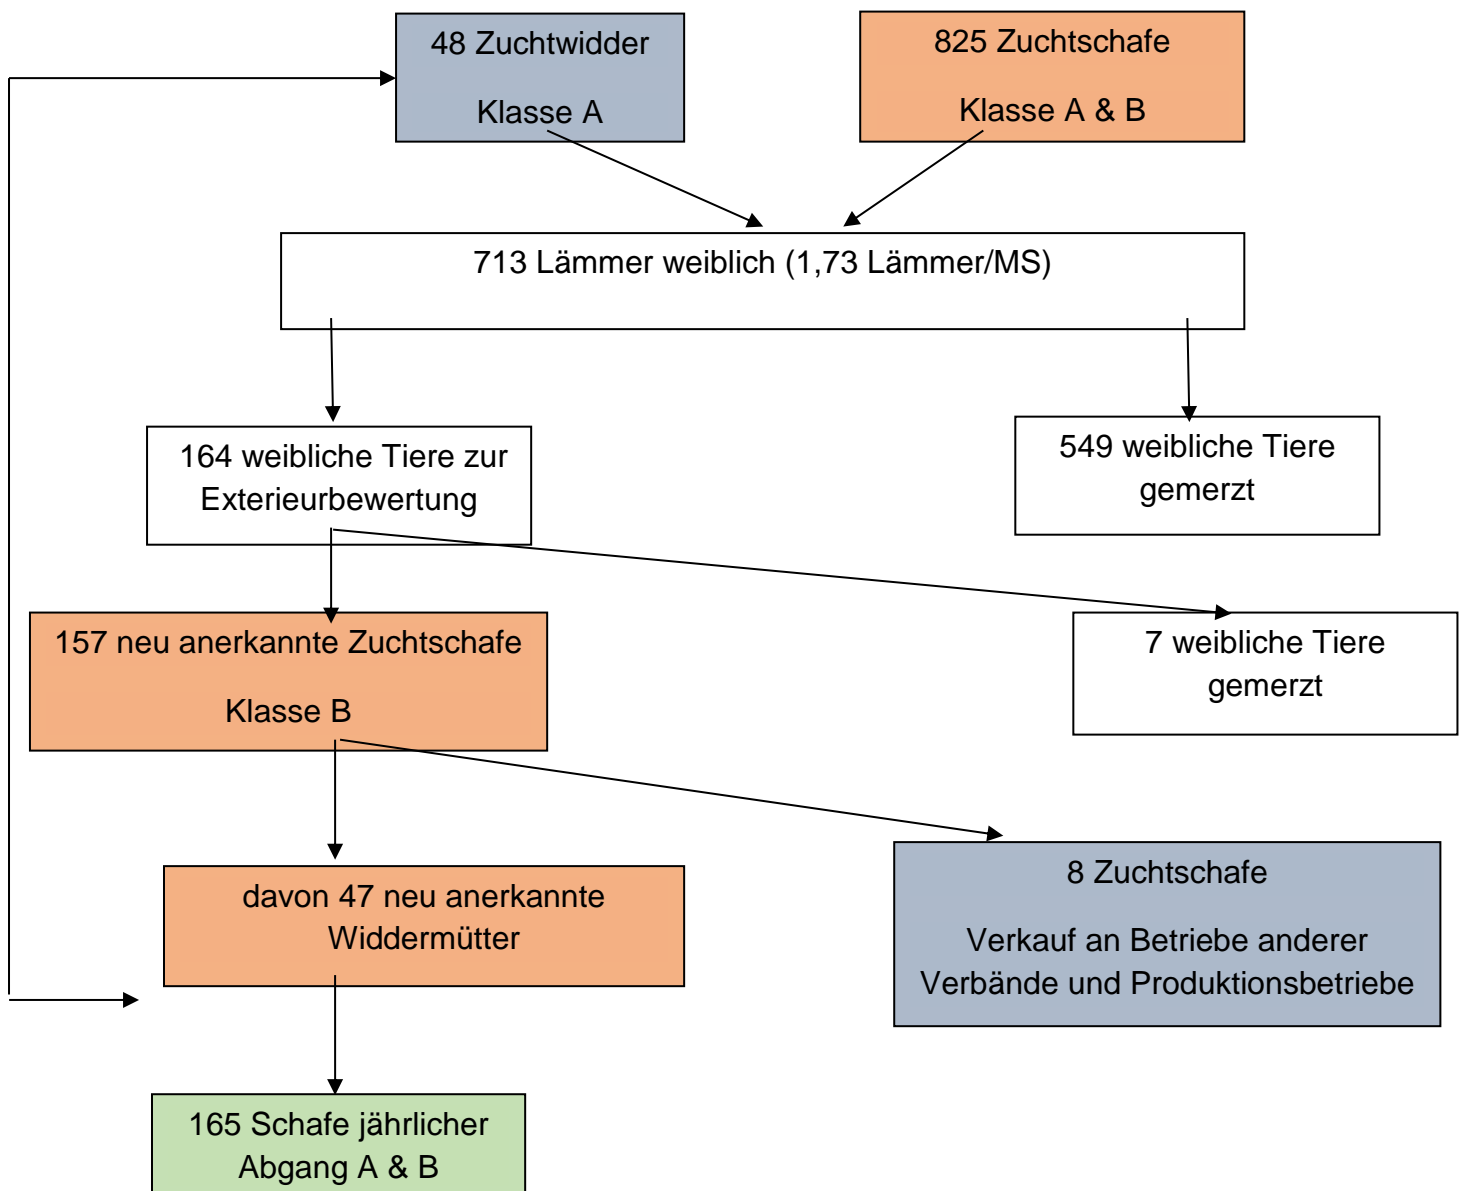 48 Zuchtwidder
Klasse A
825 Zuchtschafe
Klasse A & B
713 Lämmer weiblich (1,73 Lämmer/MS)
164 weibliche Tiere zur
Exterieurbewertung
549 weibliche Tiere
gemerzt
157 neu anerkannte Zuchtschafe
Klasse B
7 weibliche Tiere
gemerzt
davon 47 neu anerkannte
Widdermütter
8 Zuchtschafe
Verkauf an Betriebe anderer
Verbände und Produktionsbetriebe
165 Schafe jährlicher
Abgang A & B